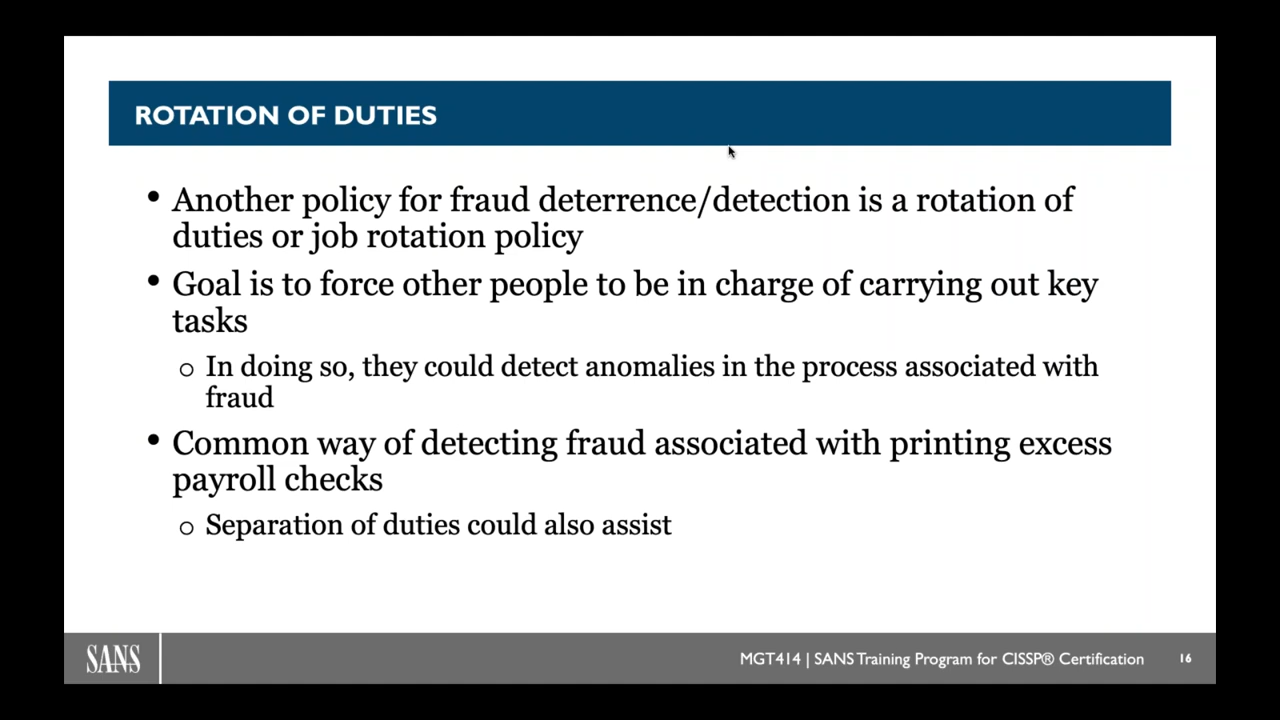 ROTATION OF DUTIES
• Another policy for fraud deterrence/detection is a rotation of
duties or job rotation policy
• Goal is to force other people to be in charge of carrying out key
tasks
o In doing so, they could detect anomalies in the process associated with
fraud
• Common way of detecting fraud associated with printing excess
payroll checks
o Separation of duties could also assist
SANS
MGT414 | SANS Training Program for CISSP® Certification
16